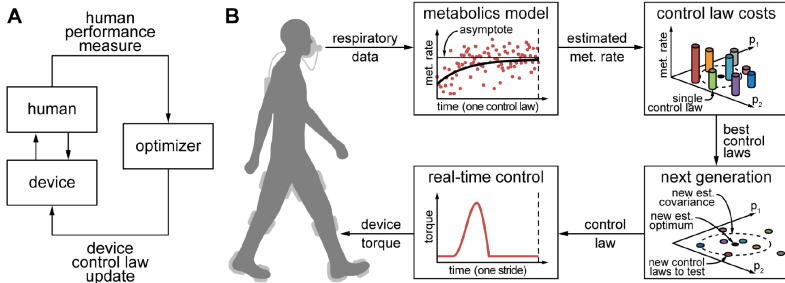 A
human
performance
measure
human
device
optimizer
device
control law
update
B
respiratory
data
metabolics model
asymptote
met. rate
time (one control law)
estimated
met. rate
control law costs
met. rate
p1
p2
single
control law
best
control
laws
next generation
new est.
covariance
new est.
optimum
p1
p2
new control
laws to test
control
law
real-time control
torque
time (one stride)
device
torque